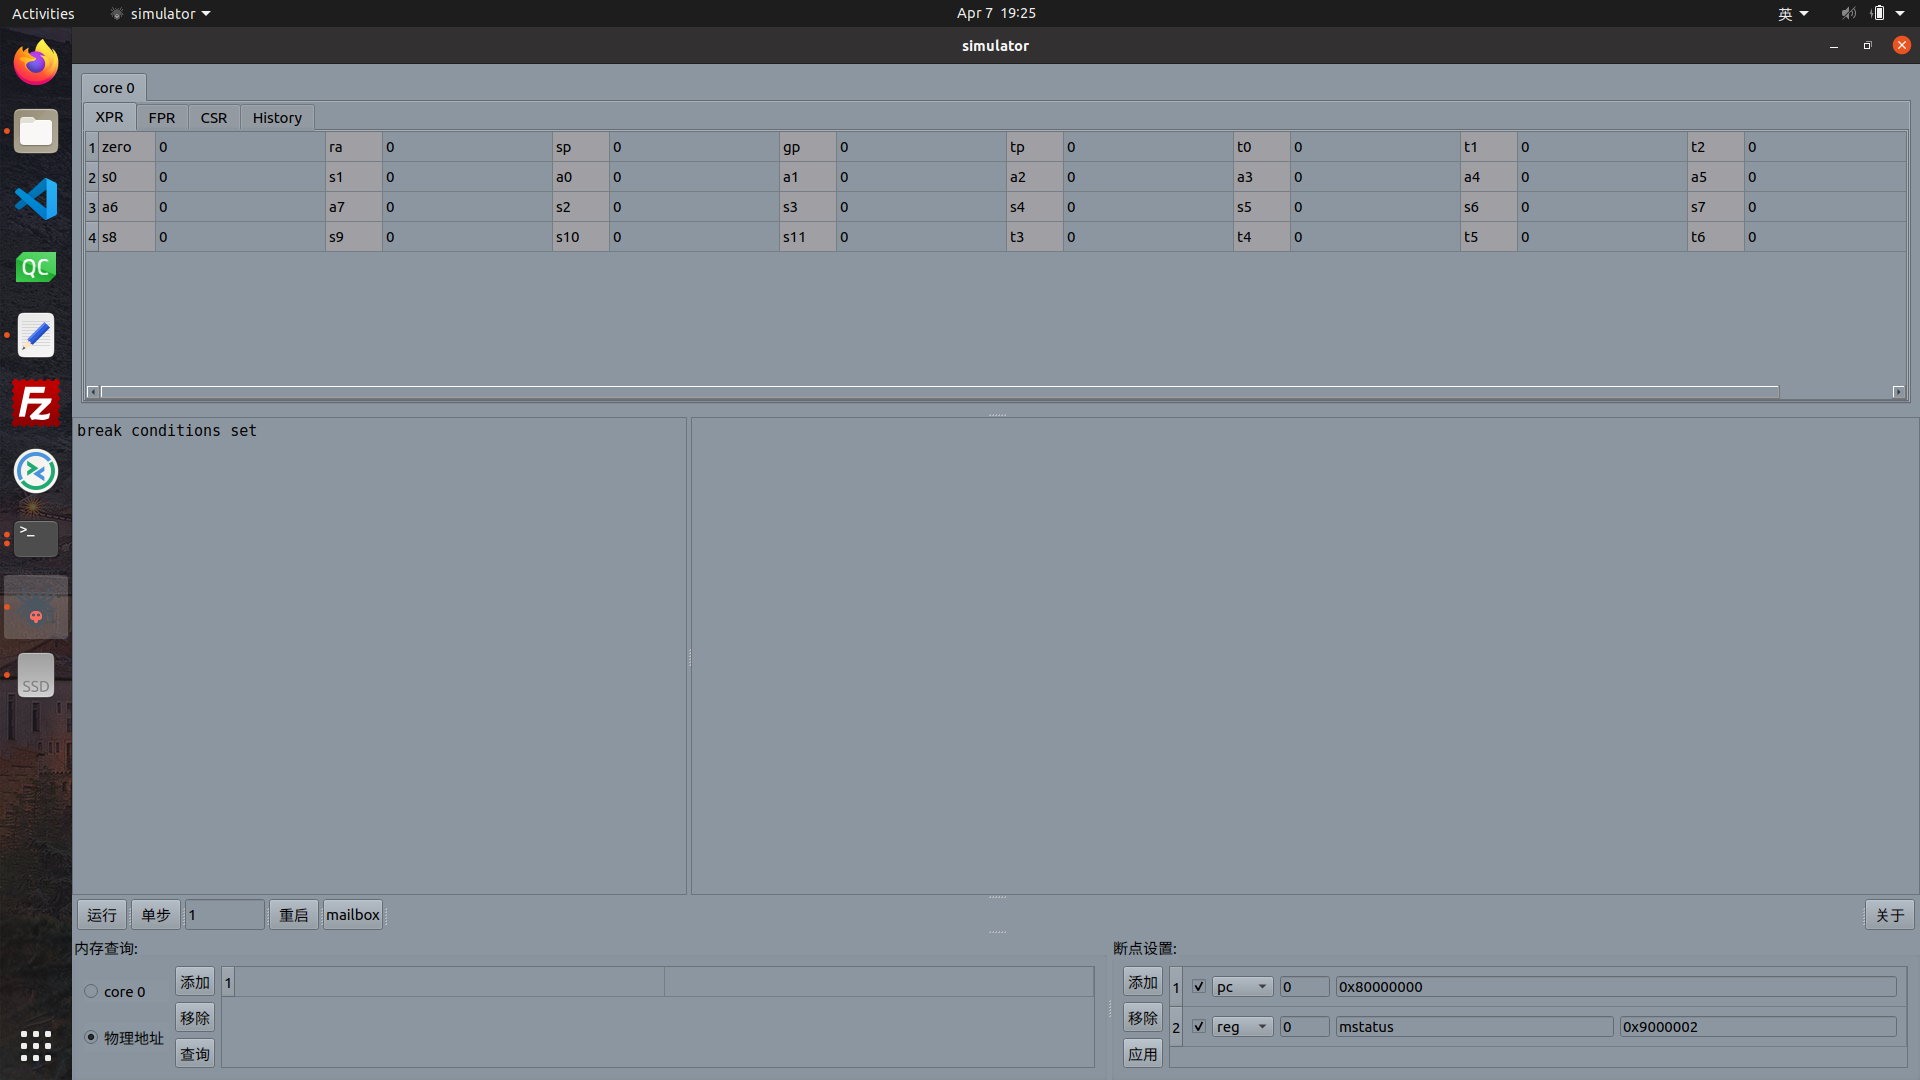 Activities simulator Apr 7 19:25 英
simulator
core 0
XPR FPR CSR History
1 zero 0 ra 0 sp 0 gp 0 tp 0 t0 0 t1 0 t2 0
2 s0 0 s1 0 a0 0 a1 0 a2 0 a3 0 a4 0 a5 0
3 a6 0 a7 0 s2 0 s3 0 s4 0 s5 0 s6 0 s7 0
4 s8 0 s9 0 s10 0 s11 0 t3 0 t4 0 t5 0 t6 0
QC
Fz
>_
SSD
break conditions set
运行 单步 1 重启 mailbox 关于
内存查询:
core 0
物理地址
添加
移除
查询
1
断点设置:
添加
移除
应用
1 pc 0 0x80000000
2 reg 0 mstatus 0x9000002